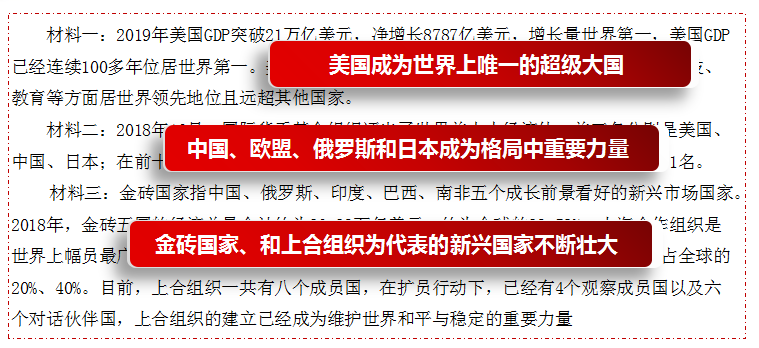 材料一：2019年美国GDP突破21万亿美元，净增长8787亿美元，增长量世界第一，美国GDP
已经连续100多年位居世界第一。
美国成为世界上唯一的超级大国
、
教育等方面居世界领先地位且远超其他国家。
材料二：2018年
是美国、
中国、欧盟、俄罗斯和日本成为格局中重要力量
中国、日本；在前十
1名。
材料三：金砖国家指中国、俄罗斯、印度、巴西、南非五个成长前景看好的新兴市场国家。
2018年，金砖五
组织是
金砖国家、和上合组织为代表的新兴国家不断壮大
世界上幅员最广
占全球的
20%、40%。目前，上合组织一共有八个成员国，在扩员行动下，已经有4个观察成员国以及六
个对话伙伴国，上合组织的建立已经成为维护世界和平与稳定的重要力量